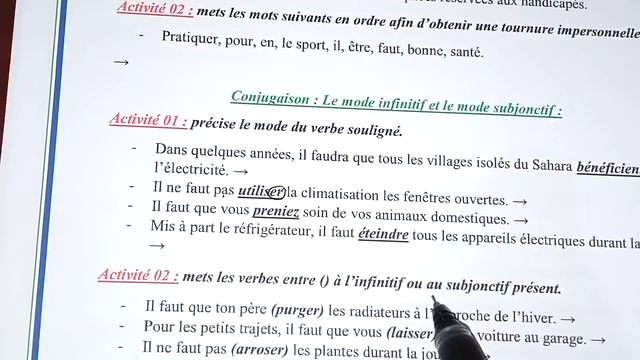 réservées aux handicapés.
Activité 02 : mets les mots suivants en ordre afin d'obtenir une tournure impersonnelle
- Pratiquer, pour, en, le sport, il, être, faut, bonne, santé.
→
Conjugaison : Le mode infinitif et le mode subjonctif :
Activité 01 : précise le mode du verbe souligné.
- Dans quelques années, il faudra que tous les villages isolés du Sahara bénéficien
l'électricité. →
- Il ne faut pas utiliser la climatisation les fenêtres ouvertes. →
- Il faut que vous preniez soin de vos animaux domestiques. →
- Mis à part le réfrigérateur, il faut éteindre tous les appareils électriques durant la
→
Activité 02 : mets les verbes entre () à l'infinitif ou au subjonctif présent.
- Il faut que ton père (purger) les radiateurs à l' roche de l'hiver. →
- Pour les petits trajets, il faut que vous (laisser) voiture au garage. →
- Il ne faut pas (arroser) les plantes durant la jou